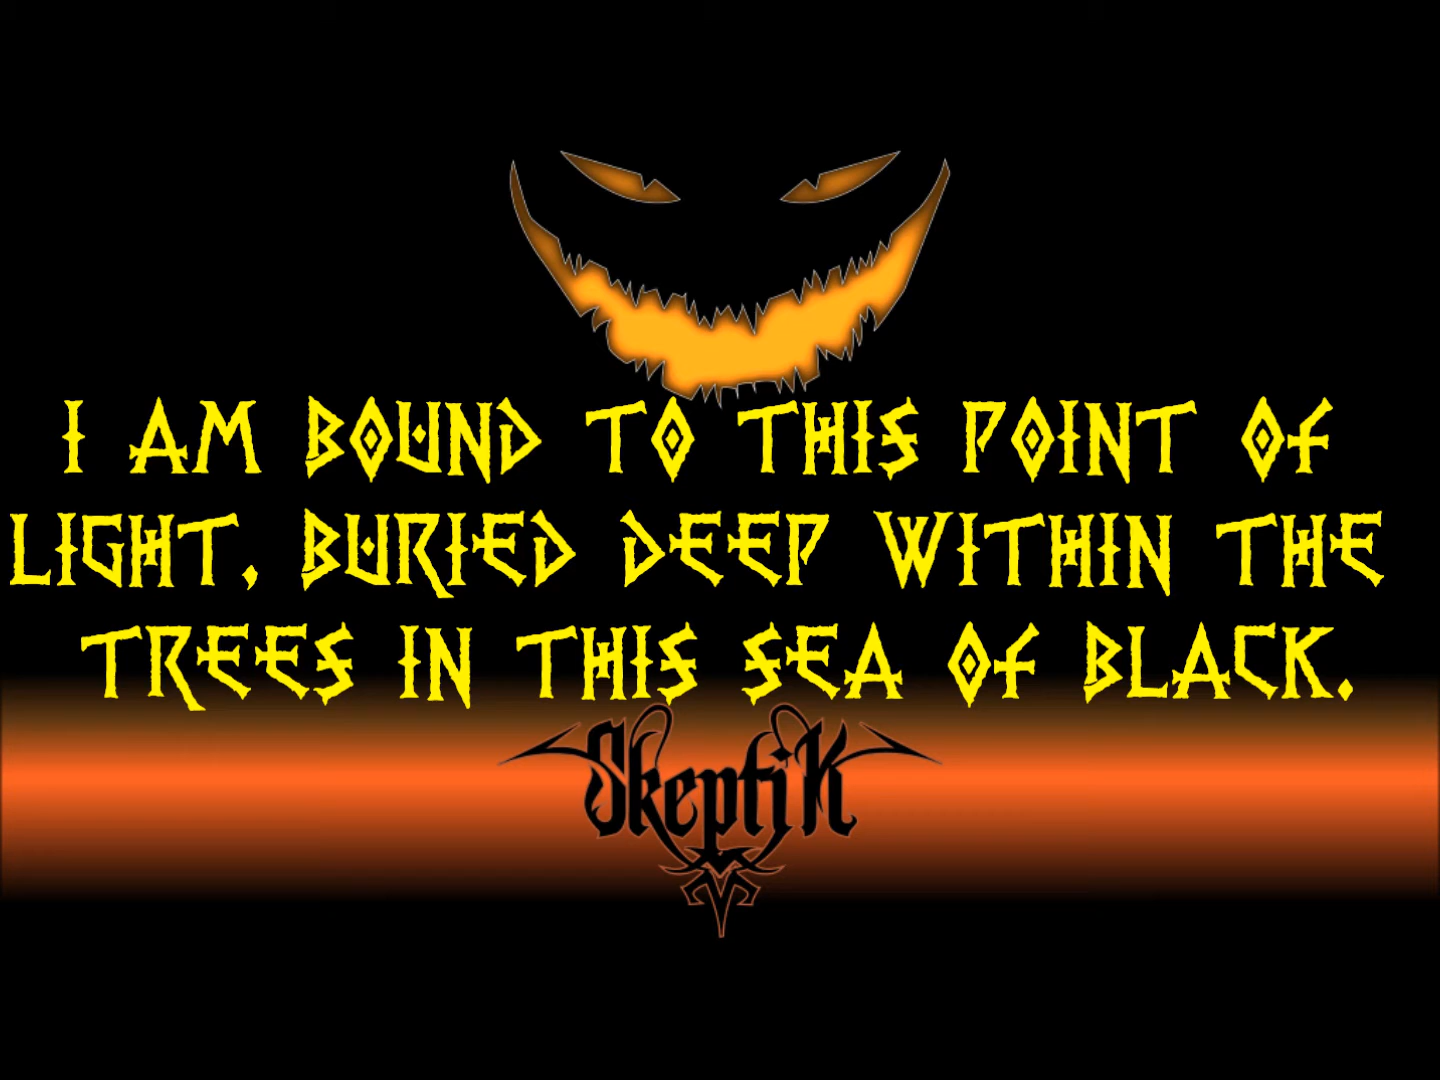 I AM BOUND TO THIS POINT OF
LIGHT, BURIED DEEP WITHIN THE
TREES IN THIS SEA OF BLACK.
SkeptiK